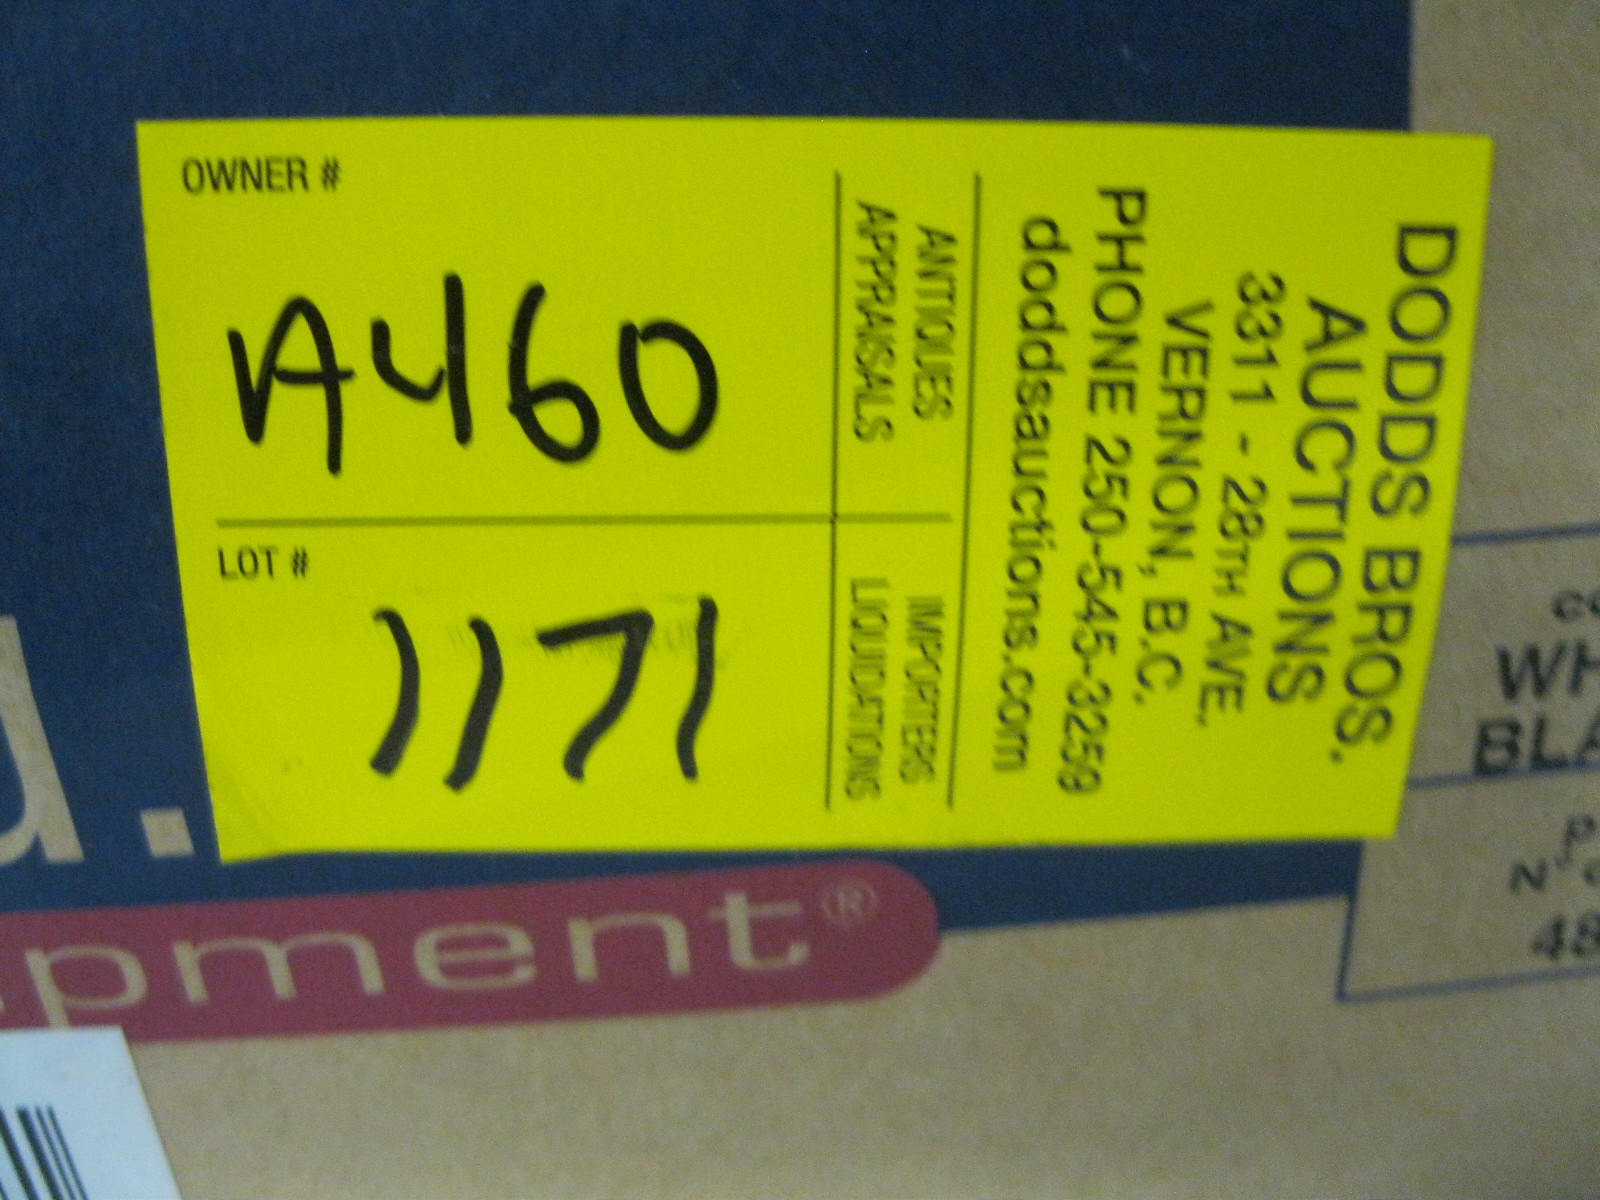 OWNER #
A460
LOT #
1171
ANTIQUES
APPRAISALS
IMPORTERS
LIQUIDATIONS
DODDS BROS.
AUCTIONS
3311 - 28TH AVE.
VERNON, B.C.
PHONE 250-545-3259
doddsauctions.com
pment®
WH
BLA
48